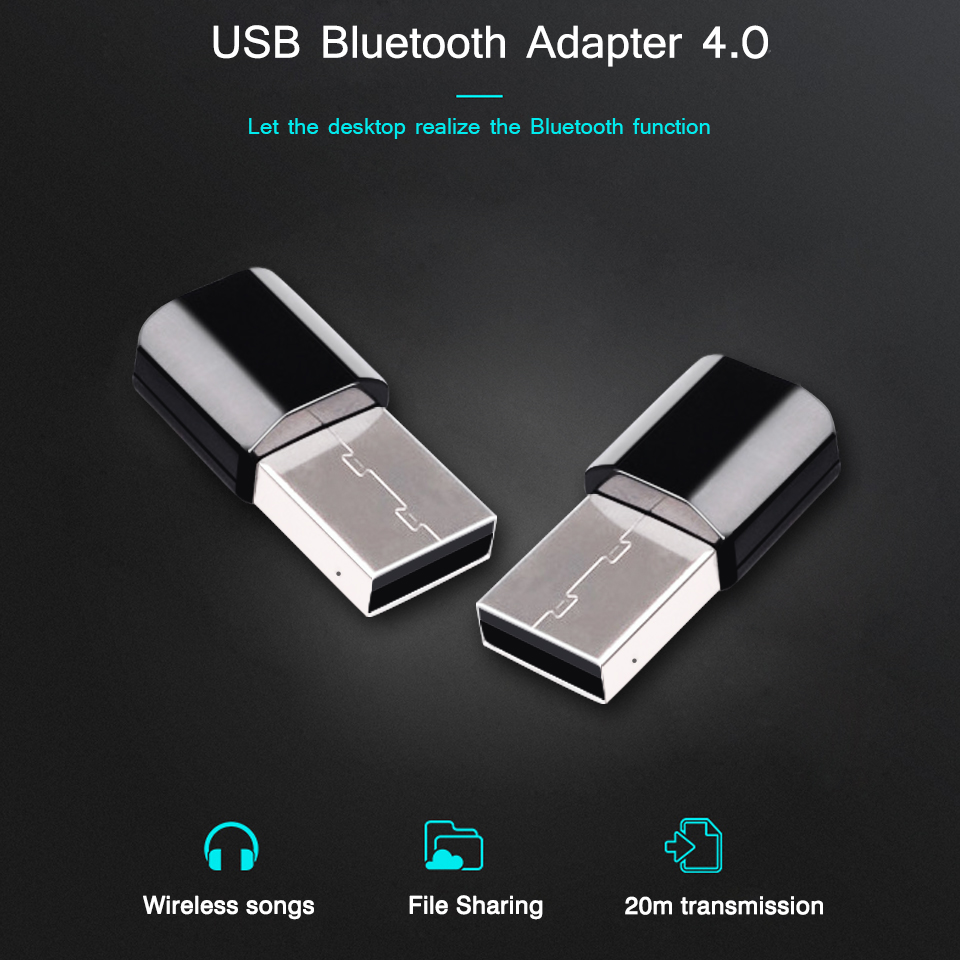 USB Bluetooth Adapter 4.0
Let the desktop realize the Bluetooth function
Wireless songs
File Sharing
20m transmission